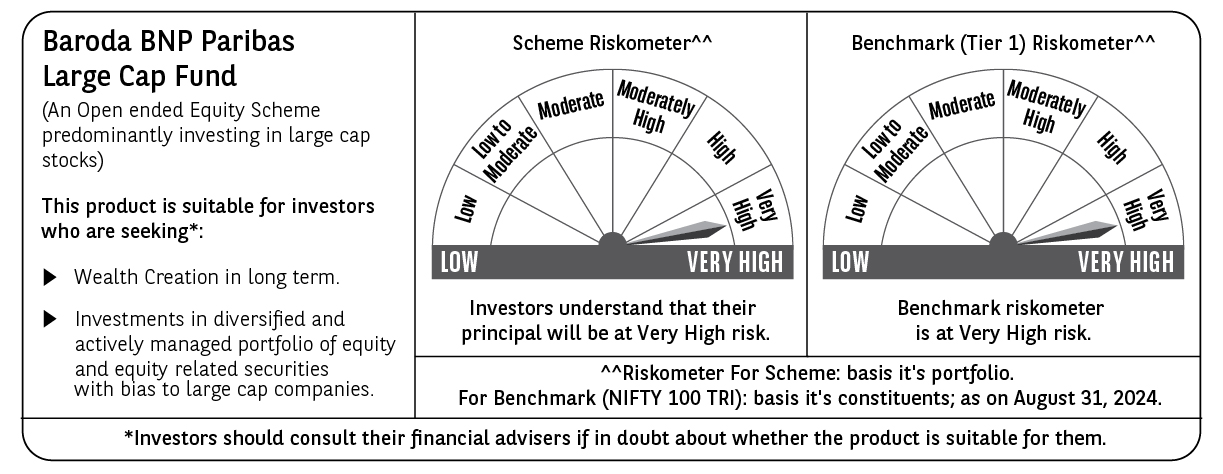 Baroda BNP Paribas
Large Cap Fund
(An Open ended Equity Scheme
predominantly investing in large cap
stocks)
This product is suitable for investors
who are seeking*:
▶ Wealth Creation in long term.
▶ Investments in diversified and
actively managed portfolio of equity
and equity related securities
with bias to large cap companies.
Scheme Riskometer^^
Low
Low to
Moderate
Moderate
Moderately
High
High
Very
High
LOW VERY HIGH
Investors understand that their
principal will be at Very High risk.
Benchmark (Tier 1) Riskometer^^
Low
Low to
Moderate
Moderate
Moderately
High
High
Very
High
LOW VERY HIGH
Benchmark riskometer
is at Very High risk.
^^Riskometer For Scheme: basis it's portfolio.
For Benchmark (NIFTY 100 TRI): basis it's constituents; as on August 31, 2024.
*Investors should consult their financial advisers if in doubt about whether the product is suitable for them.